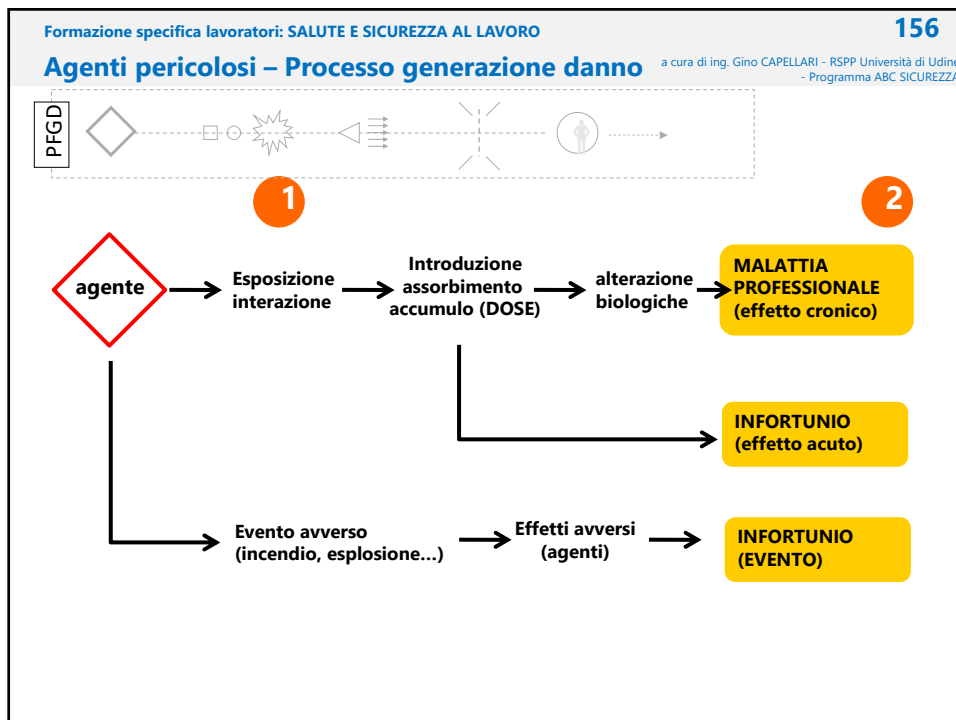 Formazione specifica lavoratori: SALUTE E SICUREZZA AL LAVORO
156
Agenti pericolosi – Processo generazione danno
a cura di ing. Gino CAPELLARI - RSPP Università di Udine
- Programma ABC SICUREZZA
PFGD
1
2
agente
Esposizione
interazione
Introduzione
assorbimento
accumulo (DOSE)
alterazione
biologiche
MALATTIA
PROFESSIONALE
(effetto cronico)
INFORTUNIO
(effetto acuto)
Evento avverso
(incendio, esplosione...)
Effetti avversi
(agenti)
INFORTUNIO
(EVENTO)